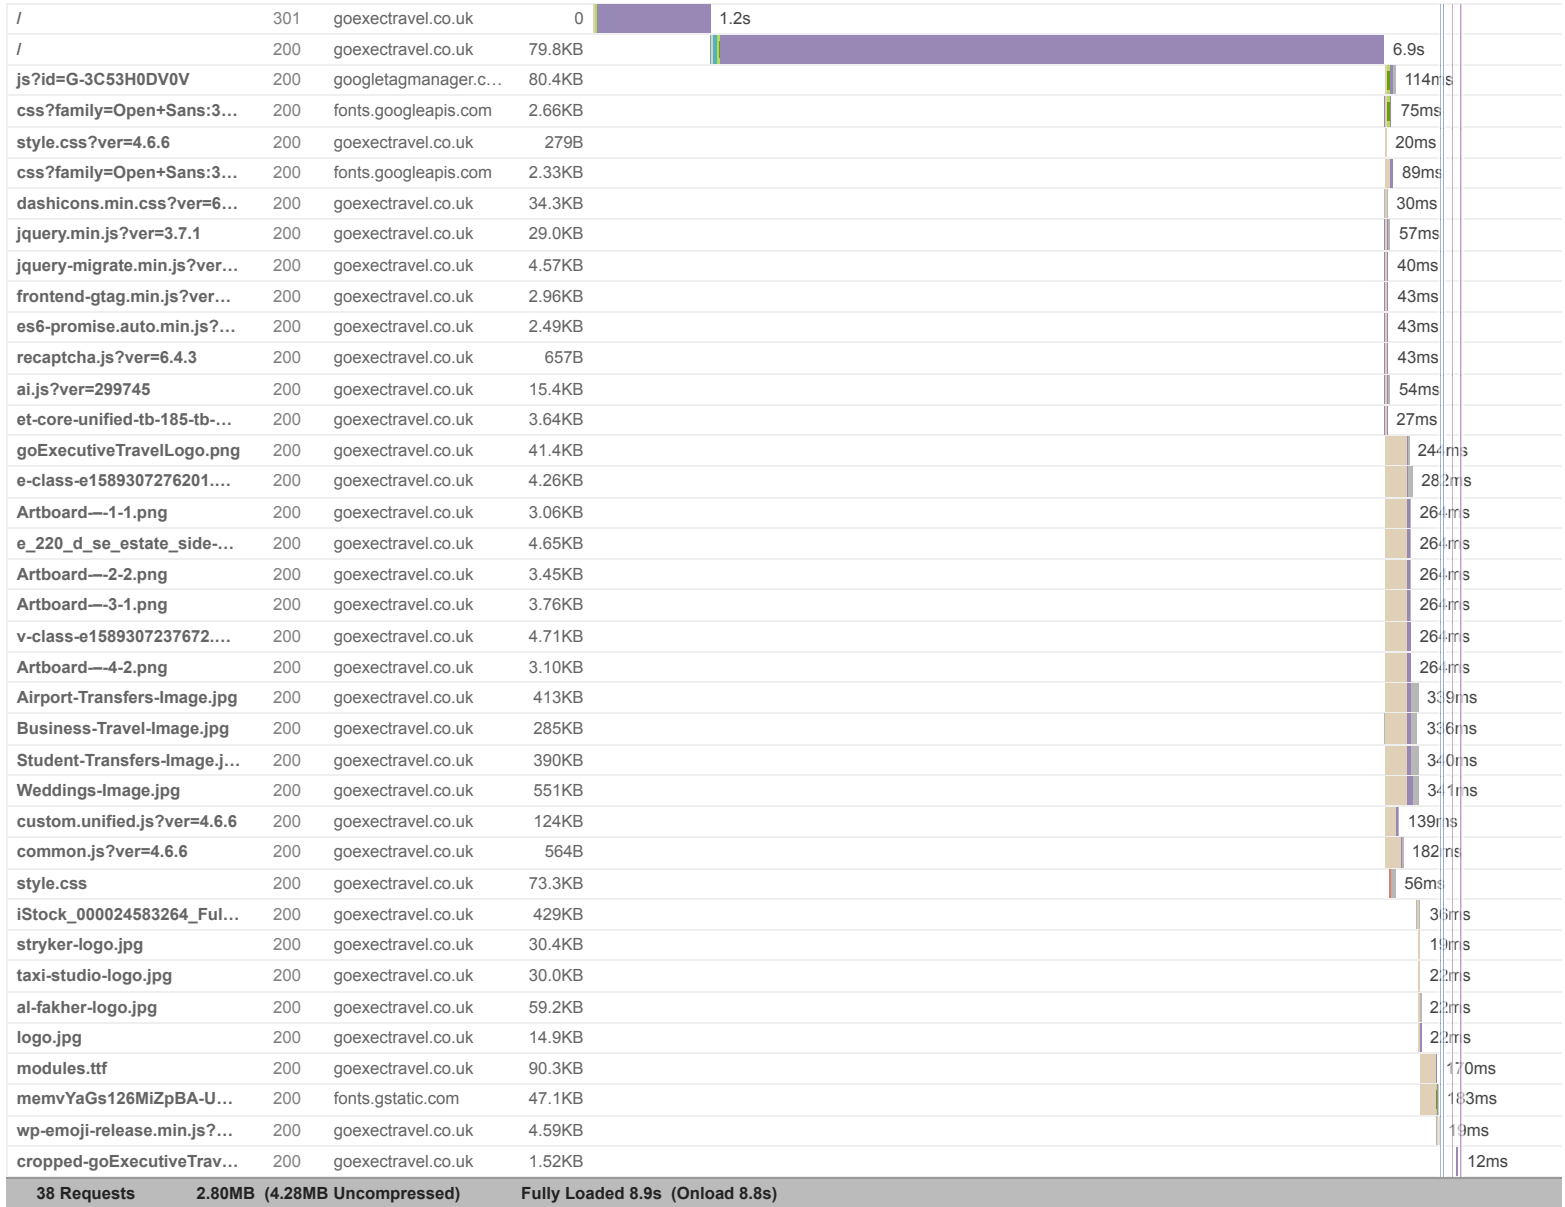 / 301 goexectravel.co.uk 0 1.2s
/ 200 goexectravel.co.uk 79.8KB 6.9s
js?id=G-3C53H0DV0V 200 googletagmanager.c... 80.4KB 114ms
css?family=Open+Sans:3... 200 fonts.googleapis.com 2.66KB 75ms
style.css?ver=4.6.6 200 goexectravel.co.uk 279B 20ms
css?family=Open+Sans:3... 200 fonts.googleapis.com 2.33KB 89ms
dashicons.min.css?ver=6... 200 goexectravel.co.uk 34.3KB 30ms
jquery.min.js?ver=3.7.1 200 goexectravel.co.uk 29.0KB 57ms
jquery-migrate.min.js?ver... 200 goexectravel.co.uk 4.57KB 40ms
frontend-gtag.min.js?ver... 200 goexectravel.co.uk 2.96KB 43ms
es6-promise.auto.min.js?... 200 goexectravel.co.uk 2.49KB 43ms
recaptcha.js?ver=6.4.3 200 goexectravel.co.uk 657B 43ms
ai.js?ver=299745 200 goexectravel.co.uk 15.4KB 54ms
et-core-unified-tb-185-tb-... 200 goexectravel.co.uk 3.64KB 27ms
goExecutiveTravelLogo.png 200 goexectravel.co.uk 41.4KB 244ms
e-class-e1589307276201.... 200 goexectravel.co.uk 4.26KB 282ms
Artboard-–-1-1.png 200 goexectravel.co.uk 3.06KB 264ms
e_220_d_se_estate_side-... 200 goexectravel.co.uk 4.65KB 264ms
Artboard-–-2-2.png 200 goexectravel.co.uk 3.45KB 264ms
Artboard-–-3-1.png 200 goexectravel.co.uk 3.76KB 264ms
v-class-e1589307237672.... 200 goexectravel.co.uk 4.71KB 264ms
Artboard-–-4-2.png 200 goexectravel.co.uk 3.10KB 264ms
Airport-Transfers-Image.jpg 200 goexectravel.co.uk 413KB 339ms
Business-Travel-Image.jpg 200 goexectravel.co.uk 285KB 336ms
Student-Transfers-Image.j... 200 goexectravel.co.uk 390KB 340ms
Weddings-Image.jpg 200 goexectravel.co.uk 551KB 341ms
custom.unified.js?ver=4.6.6 200 goexectravel.co.uk 124KB 139ms
common.js?ver=4.6.6 200 goexectravel.co.uk 564B 182ms
style.css 200 goexectravel.co.uk 73.3KB 56ms
iStock_000024583264_Ful... 200 goexectravel.co.uk 429KB 36ms
stryker-logo.jpg 200 goexectravel.co.uk 30.4KB 19ms
taxi-studio-logo.jpg 200 goexectravel.co.uk 30.0KB 22ms
al-fakher-logo.jpg 200 goexectravel.co.uk 59.2KB 22ms
logo.jpg 200 goexectravel.co.uk 14.9KB 22ms
modules.ttf 200 goexectravel.co.uk 90.3KB 170ms
memvYaGs126MiZpBA-U... 200 fonts.gstatic.com 47.1KB 183ms
wp-emoji-release.min.js?... 200 goexectravel.co.uk 4.59KB 19ms
cropped-goExecutiveTrav... 200 goexectravel.co.uk 1.52KB 12ms
38 Requests 2.80MB (4.28MB Uncompressed) Fully Loaded 8.9s (Onload 8.8s)